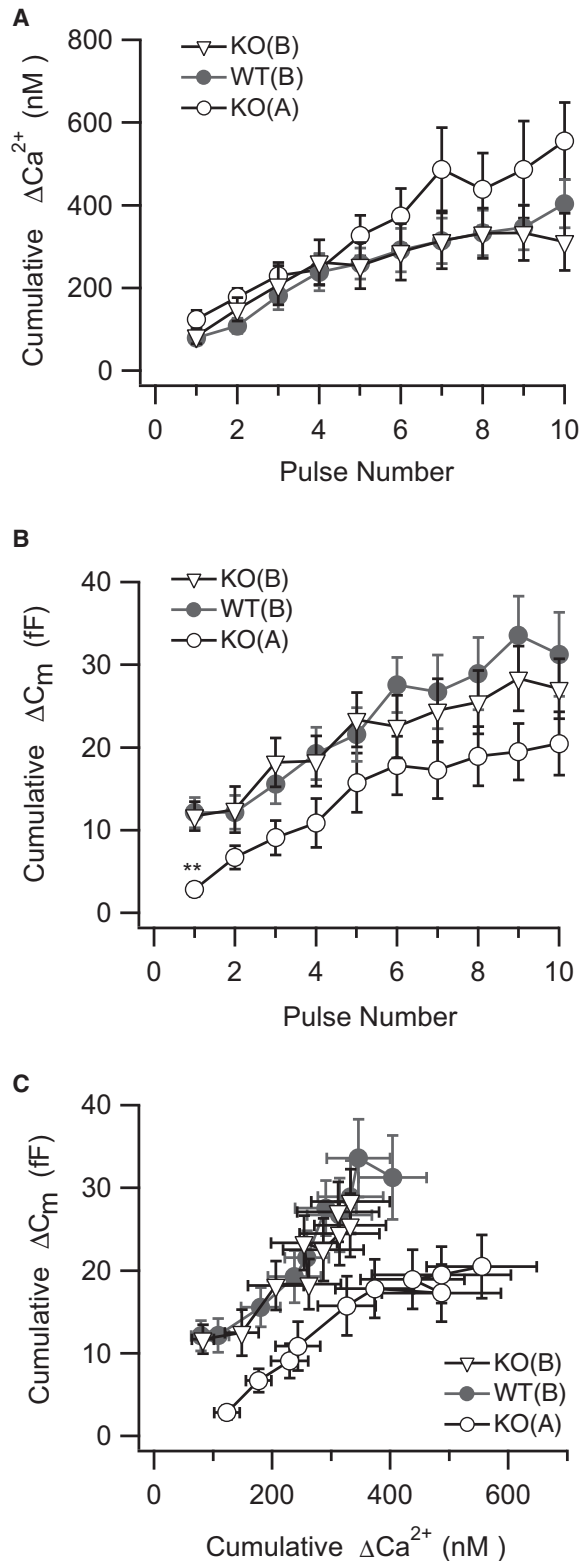 A
KO(B)
WT(B)
KO(A)
Cumulative ΔCa²⁺ (nM)
800
600
400
200
0
0 2 4 6 8 10
Pulse Number
B
KO(B)
WT(B)
KO(A)
Cumulative ΔCm (fF)
40
30
20
10
0
**
0 2 4 6 8 10
Pulse Number
C
Cumulative ΔCm (fF)
40
30
20
10
0
KO(B)
WT(B)
KO(A)
0 200 400 600
Cumulative ΔCa²⁺ (nM)